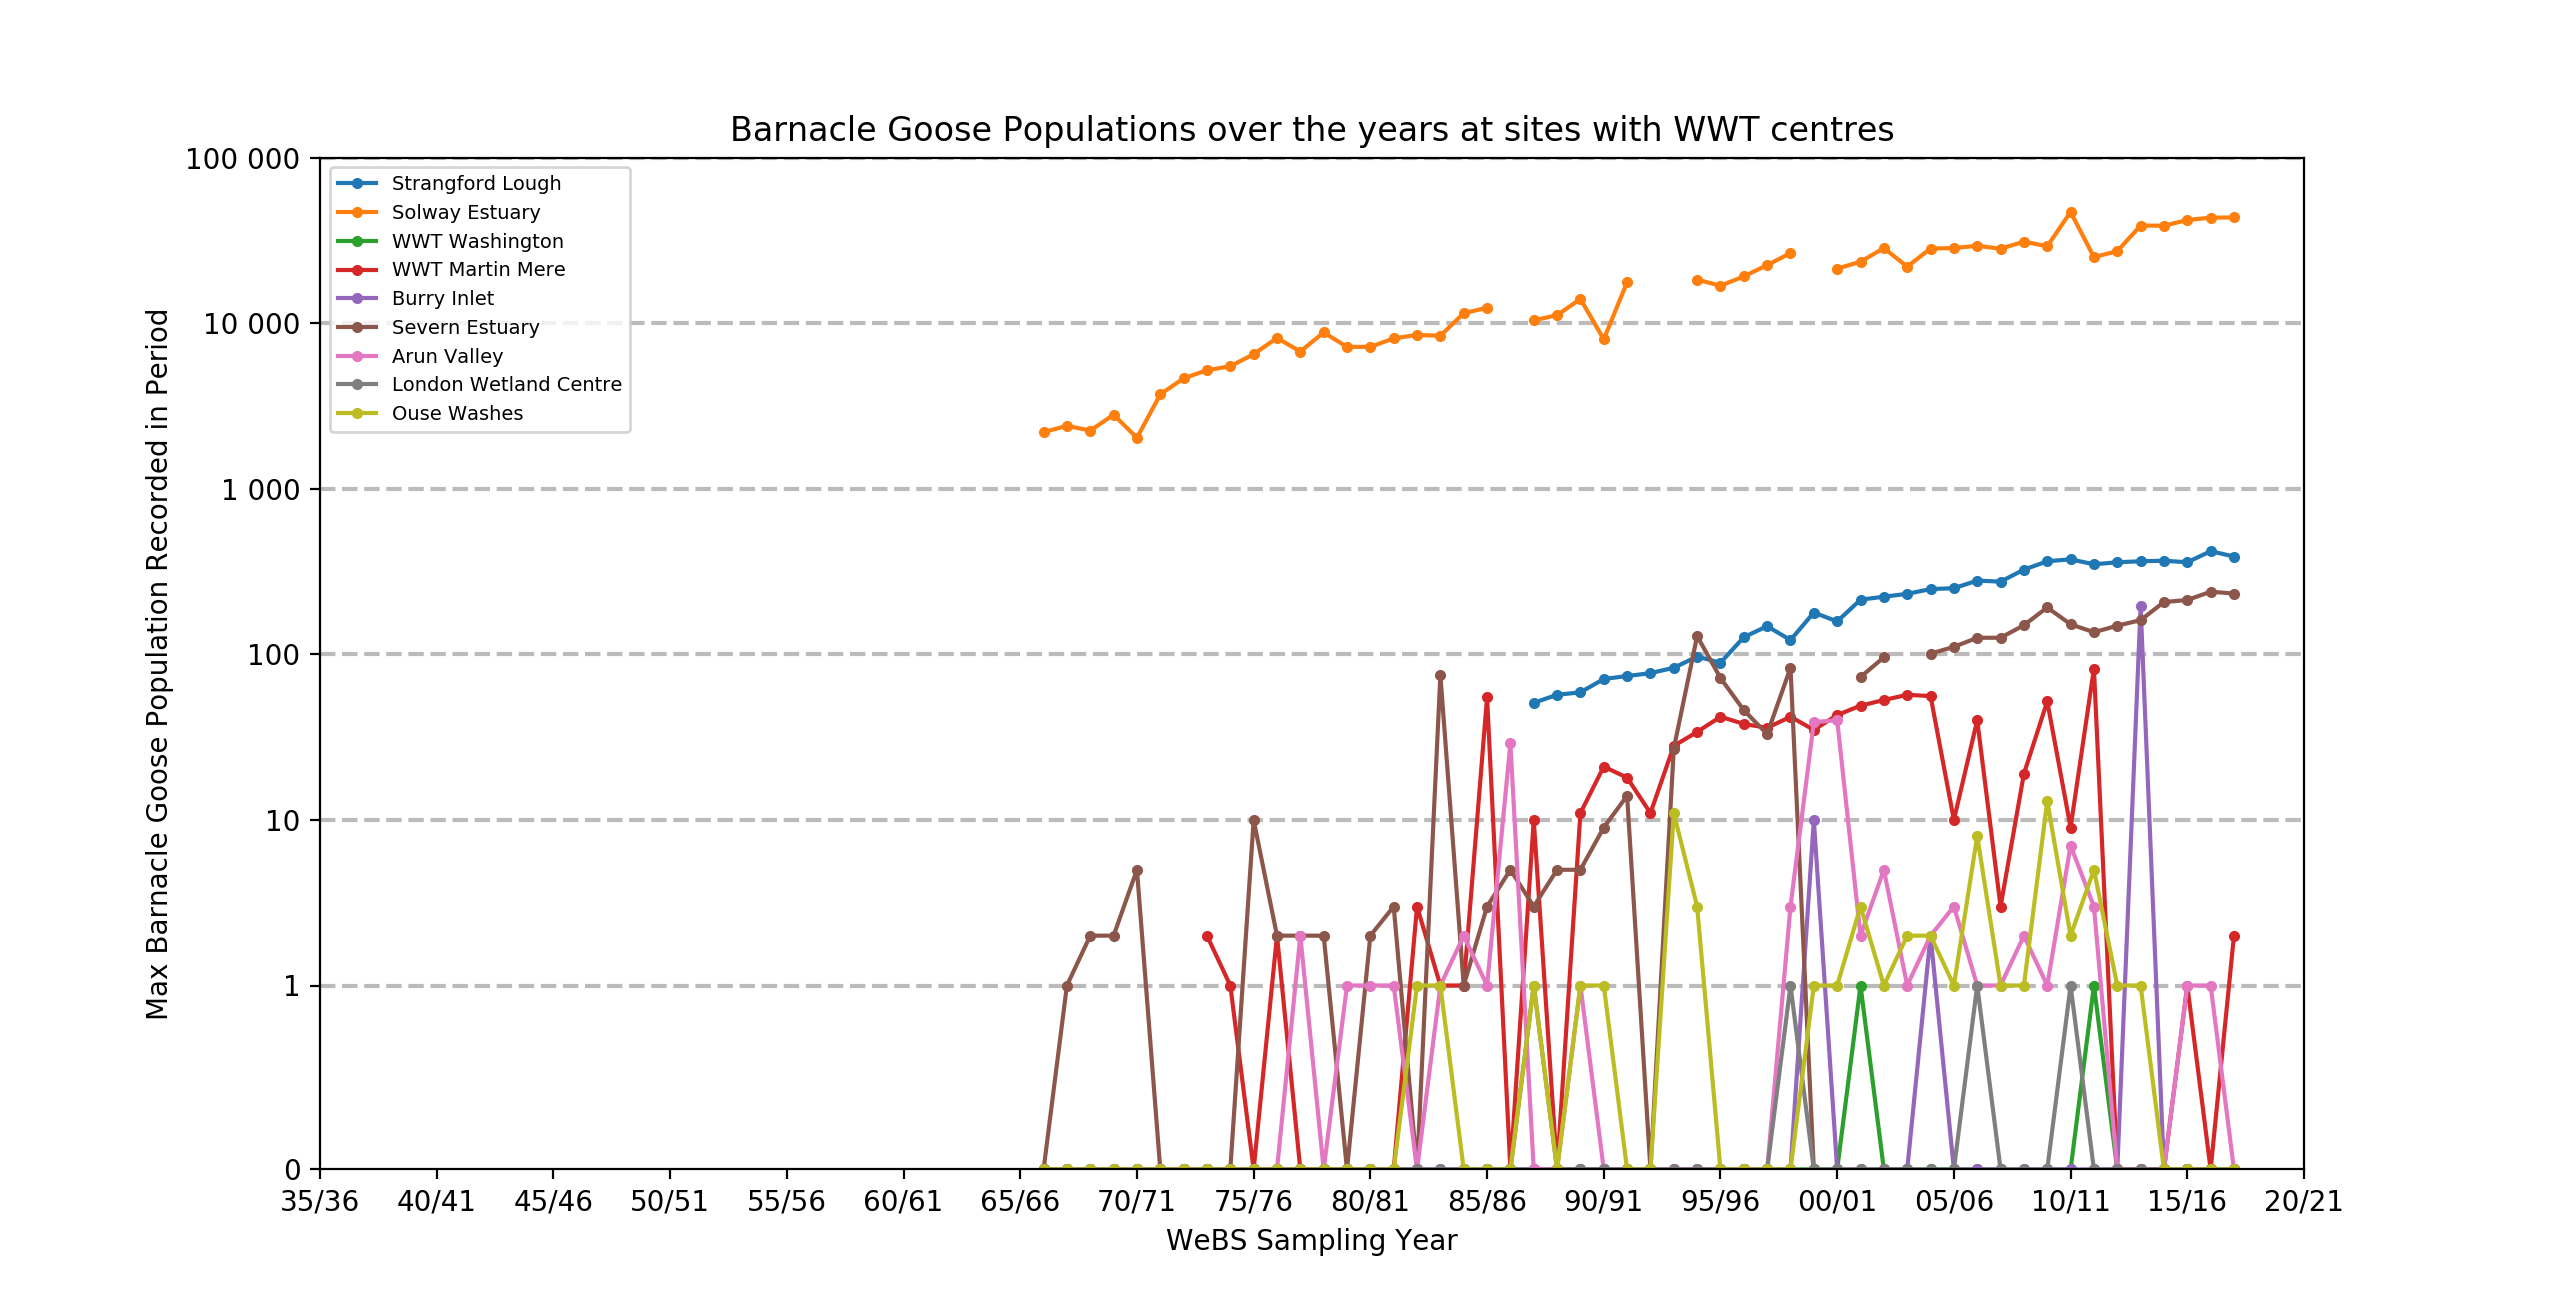 Barnacle Goose Populations over the years at sites with WWT centres
100 000
10 000
1 000
100
10
1
0
Max Barnacle Goose Population Recorded in Period
Strangford Lough
Solway Estuary
WWT Washington
WWT Martin Mere
Burry Inlet
Severn Estuary
Arun Valley
London Wetland Centre
Ouse Washes
35/36 40/41 45/46 50/51 55/56 60/61 65/66 70/71 75/76 80/81 85/86 90/91 95/96 00/01 05/06 10/11 15/16 20/21
WeBS Sampling Year